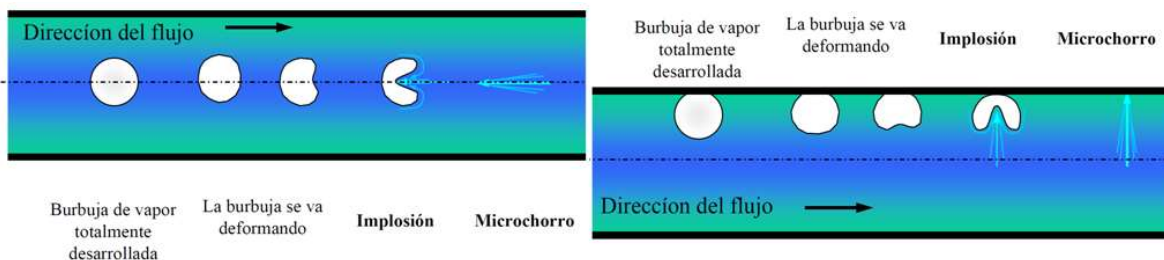 Direccíon del flujo
Burbuja de vapor
totalmente
desarrollada
La burbuja se va
deformando
Implosión
Microchorro
Burbuja de vapor
totalmente
desarrollada
La burbuja se va
deformando
Implosión
Microchorro
Direccíon del flujo